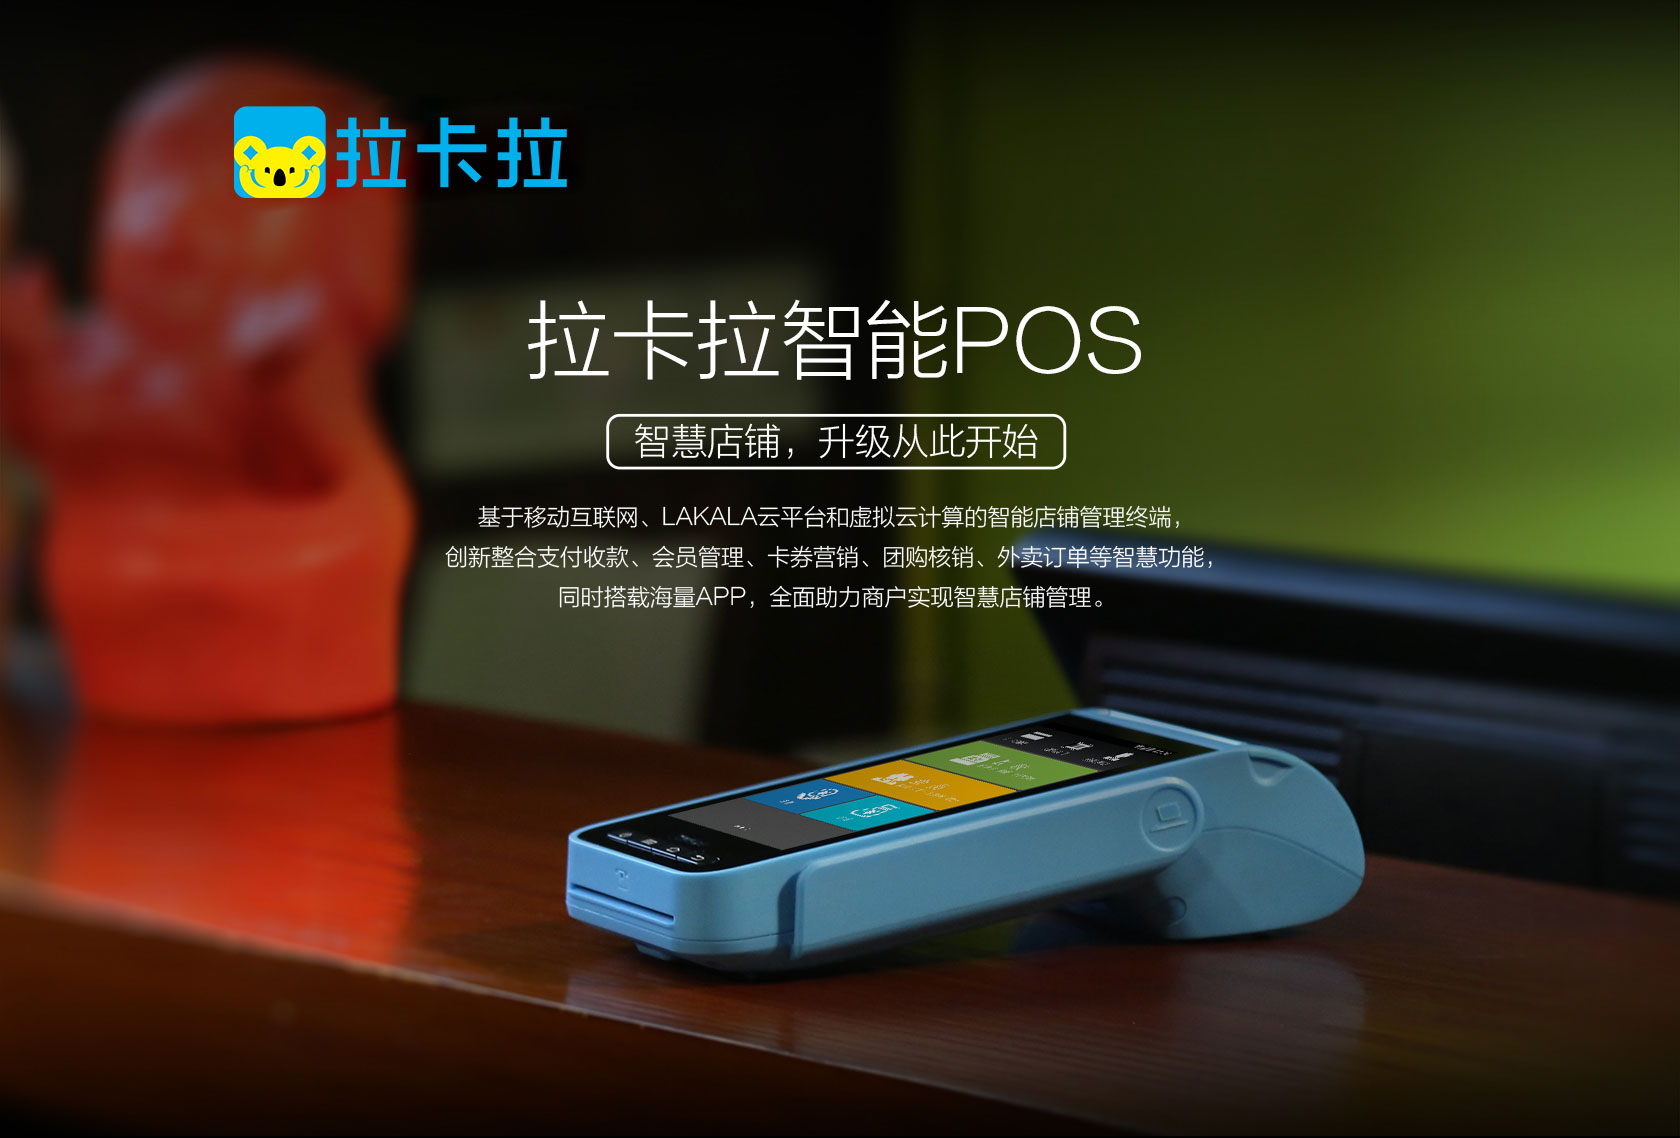 拉卡拉
拉卡拉智能POS
智慧店铺，升级从此开始
基于移动互联网、LAKALA云平台和虚拟云计算的智能店铺管理终端，
创新整合支付收款、会员管理、卡券营销、团购核销、外卖订单等智慧功能，
同时搭载海量APP，全面助力商户实现智慧店铺管理。